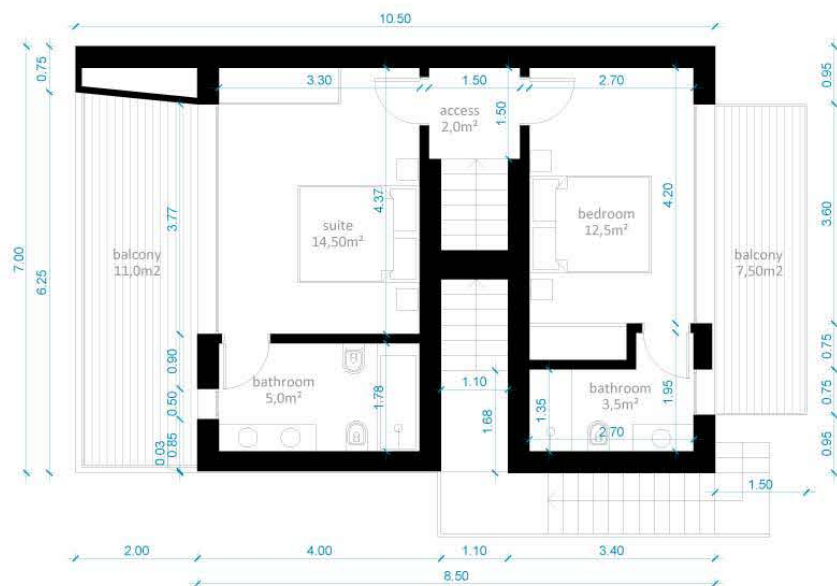 10.50
0.75
3.30
1.50
2.70
0.95
access
2,0m²
1.50
7.00
6.25
3.77
4.37
4.20
3.60
suite
14,50m²
bedroom
12,5m²
balcony
11,0m2
balcony
7,50m2
0.90
0.75
bathroom
5,0m²
1.78
1.10
bathroom
3,5m²
1.95
0.75
0.50
1.35
1.68
2.70
0.85
0.03
0.95
1.50
2.00
4.00
1.10
3.40
8.50